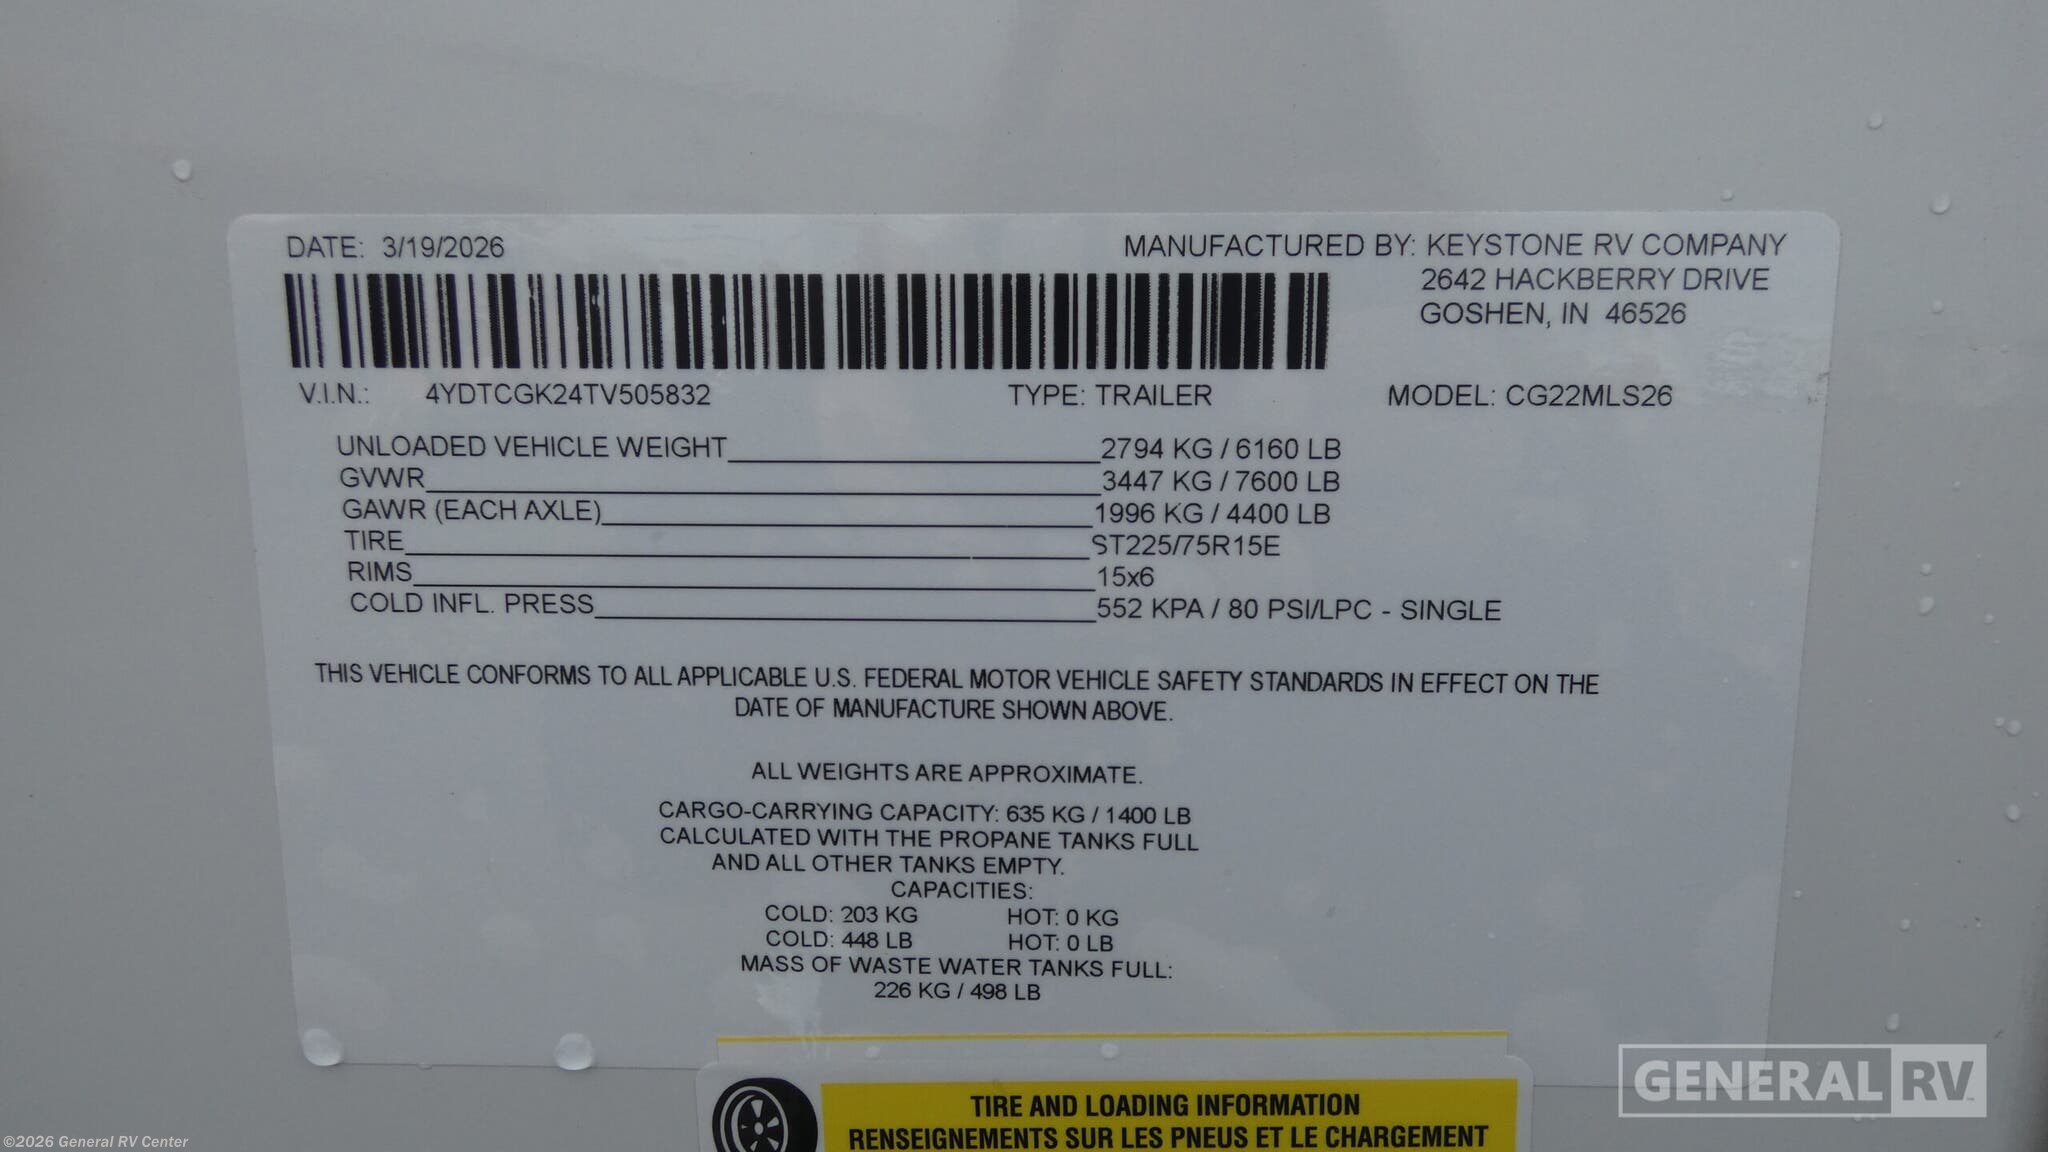 DATE: 3/19/2026
MANUFACTURED BY: KEYSTONE RV COMPANY
2642 HACKBERRY DRIVE
GOSHEN, IN 46526
V.I.N.: 4YDTCGK24TV505832 TYPE: TRAILER MODEL: CG22MLS26
UNLOADED VEHICLE WEIGHT 2794 KG / 6160 LB
GVWR 3447 KG / 7600 LB
GAWR (EACH AXLE) 1996 KG / 4400 LB
TIRE ST225/75R15E
RIMS 15x6
COLD INFL. PRESS 552 KPA / 80 PSI/LPC - SINGLE
THIS VEHICLE CONFORMS TO ALL APPLICABLE U.S. FEDERAL MOTOR VEHICLE SAFETY STANDARDS IN EFFECT ON THE
DATE OF MANUFACTURE SHOWN ABOVE.
ALL WEIGHTS ARE APPROXIMATE.
CARGO-CARRYING CAPACITY: 635 KG / 1400 LB
CALCULATED WITH THE PROPANE TANKS FULL
AND ALL OTHER TANKS EMPTY.
CAPACITIES:
COLD: 203 KG HOT: 0 KG
COLD: 448 LB HOT: 0 LB
MASS OF WASTE WATER TANKS FULL:
226 KG / 498 LB
TIRE AND LOADING INFORMATION
RENSEIGNEMENTS SUR LES PNEUS ET LE CHARGEMENT
GENERAL RV
©2026 General RV Center